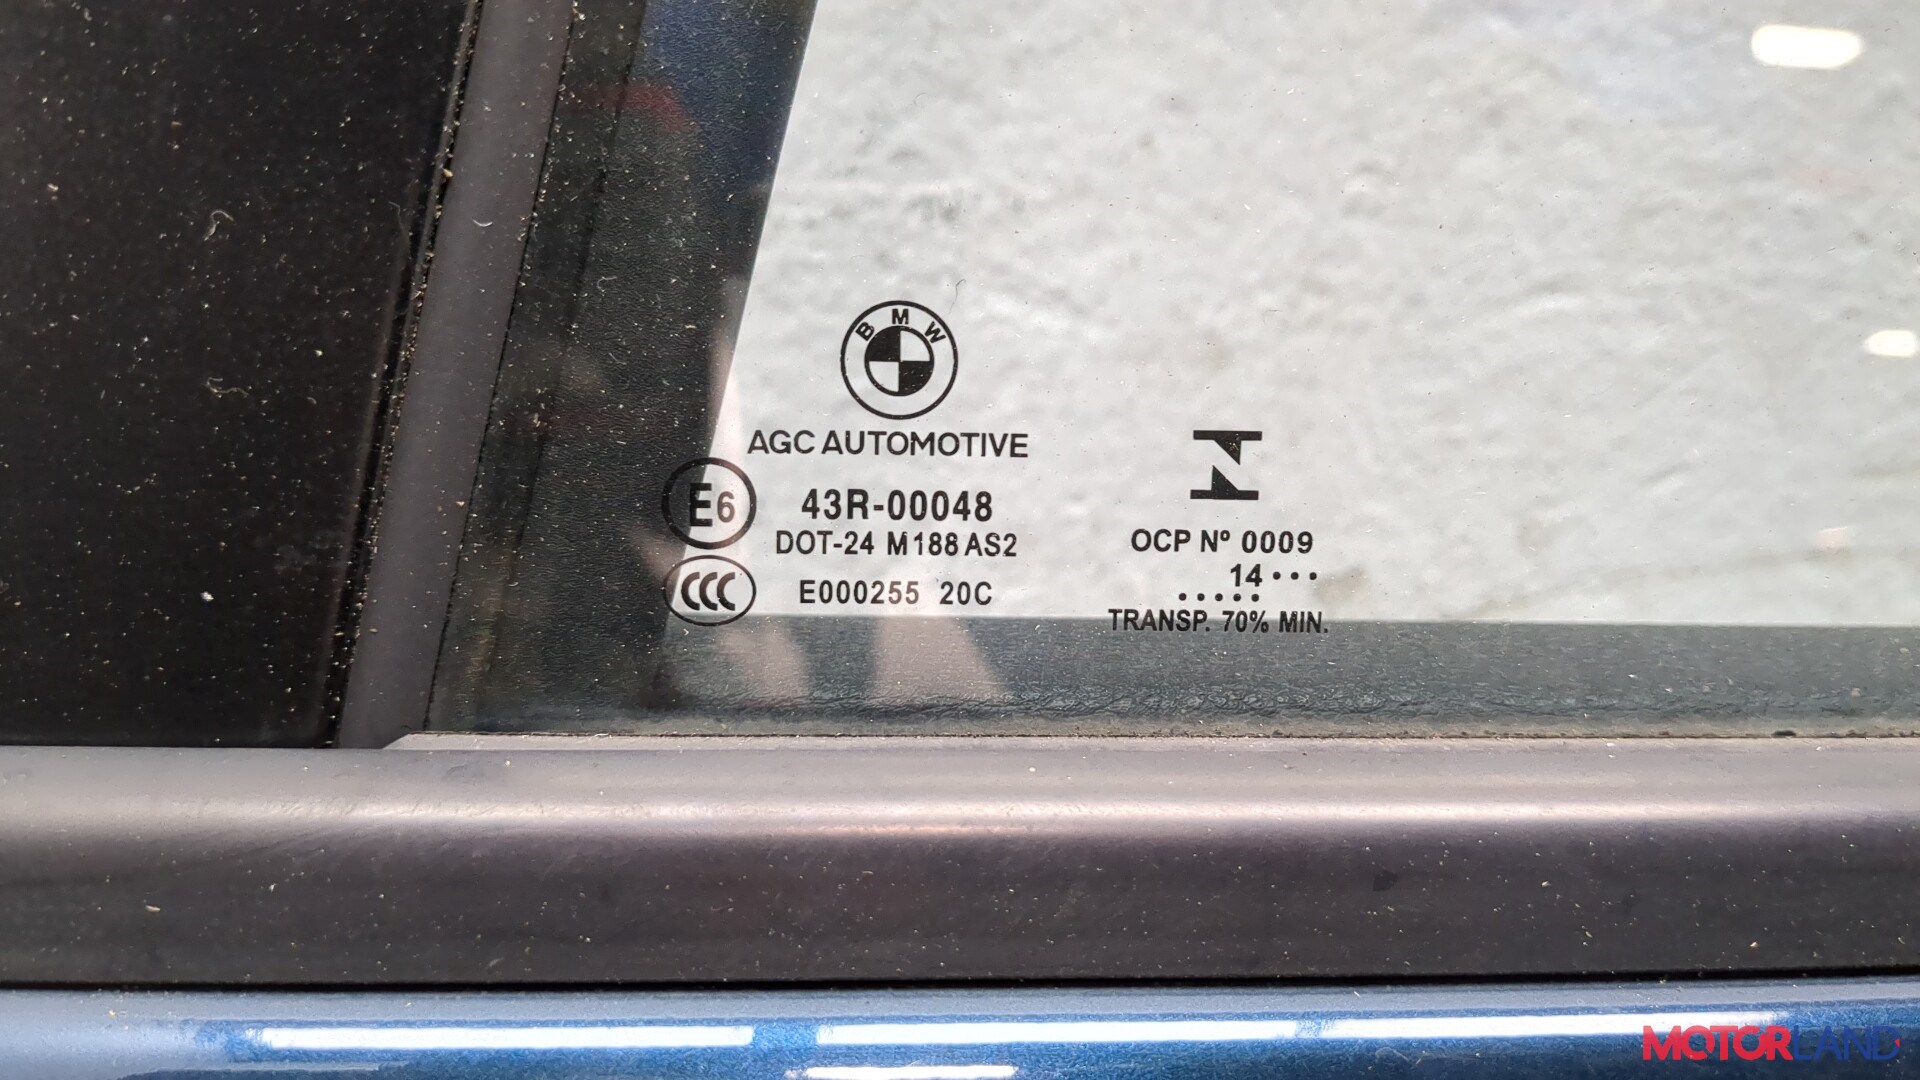 BMW
AGC AUTOMOTIVE
E6
43R-00048
DOT-24 M188 AS2
CCC
E000255 20C
OCP Nº 0009
14•••
•••••
TRANSP. 70% MIN.
MOTORLAND